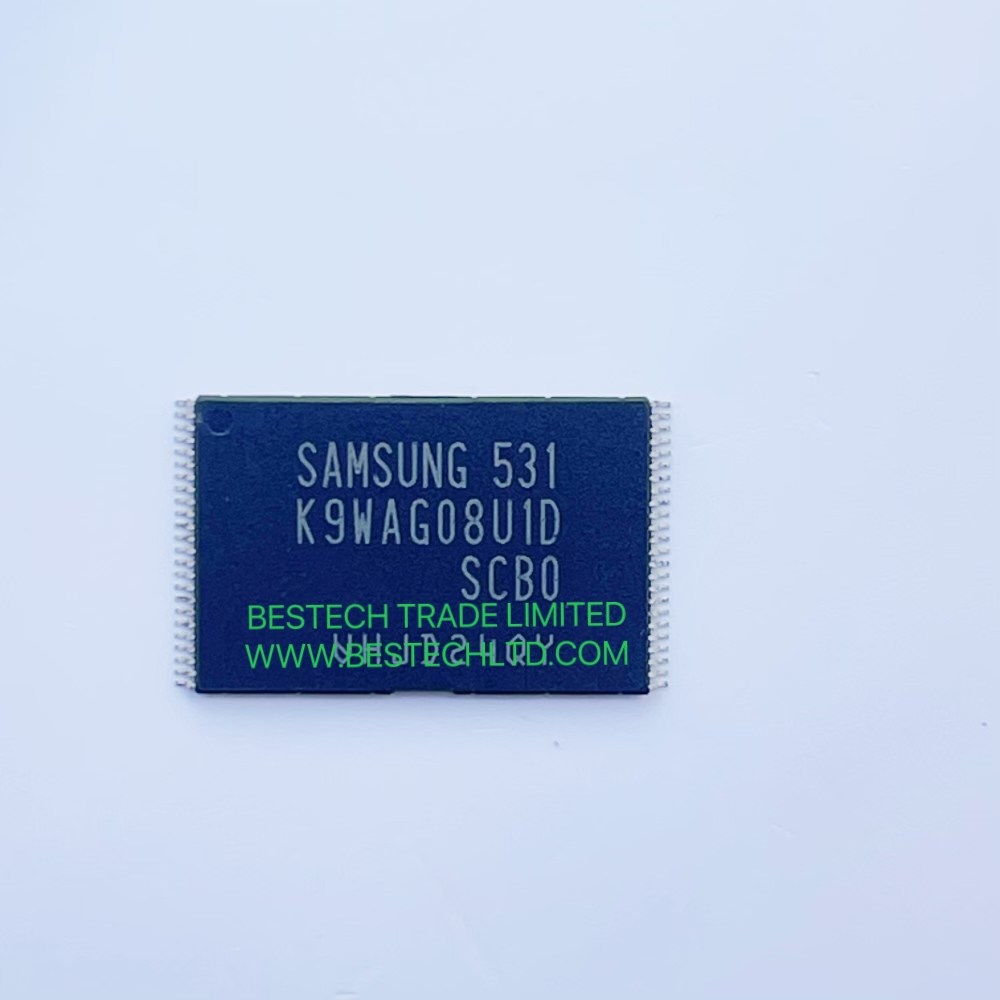 SAMSUNG 531
K9WAG08U1D
SCB0
BESTECH TRADE LIMITED
WWW.BESTECHLTD.COM